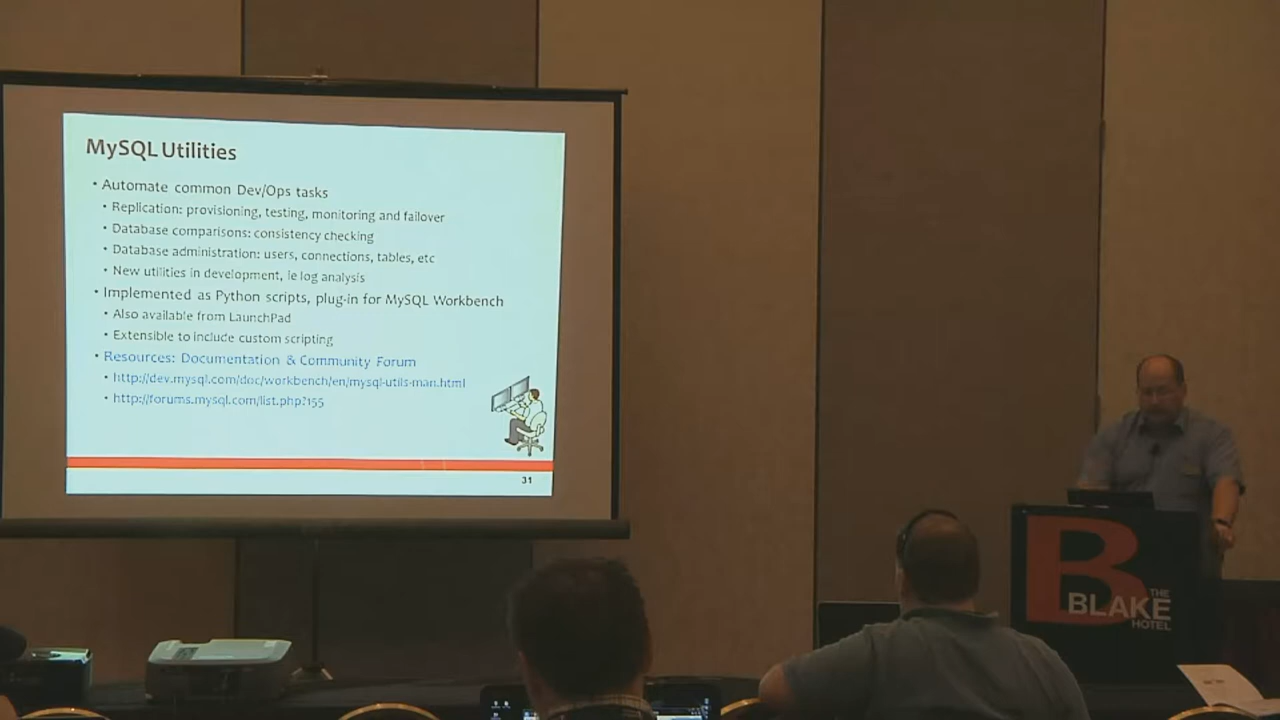 MySQL Utilities
• Automate common Dev/Ops tasks
• Replication: provisioning, testing, monitoring and failover
• Database comparisons: consistency checking
• Database administration: users, connections, tables, etc
• New utilities in development, ie log analysis
• Implemented as Python scripts, plug-in for MySQL Workbench
• Also available from LaunchPad
• Extensible to include custom scripting
• Resources: Documentation & Community Forum
• http://dev.mysql.com/doc/workbench/en/mysql-utils-man.html
• http://forums.mysql.com/list.php?155
31
B
THE
BLAKE
HOTEL